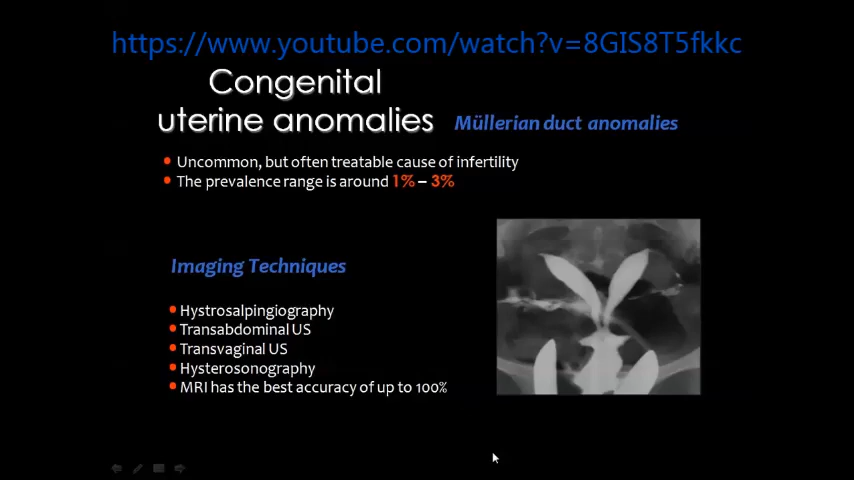 https://www.youtube.com/watch?v=8GIS8T5fkkc
Congenital
uterine anomalies
Müllerian duct anomalies
Uncommon, but often treatable cause of infertility
The prevalence range is around 1% – 3%
Imaging Techniques
Hystrosalpingiography
Transabdominal US
Transvaginal US
Hysterosonography
MRI has the best accuracy of up to 100%